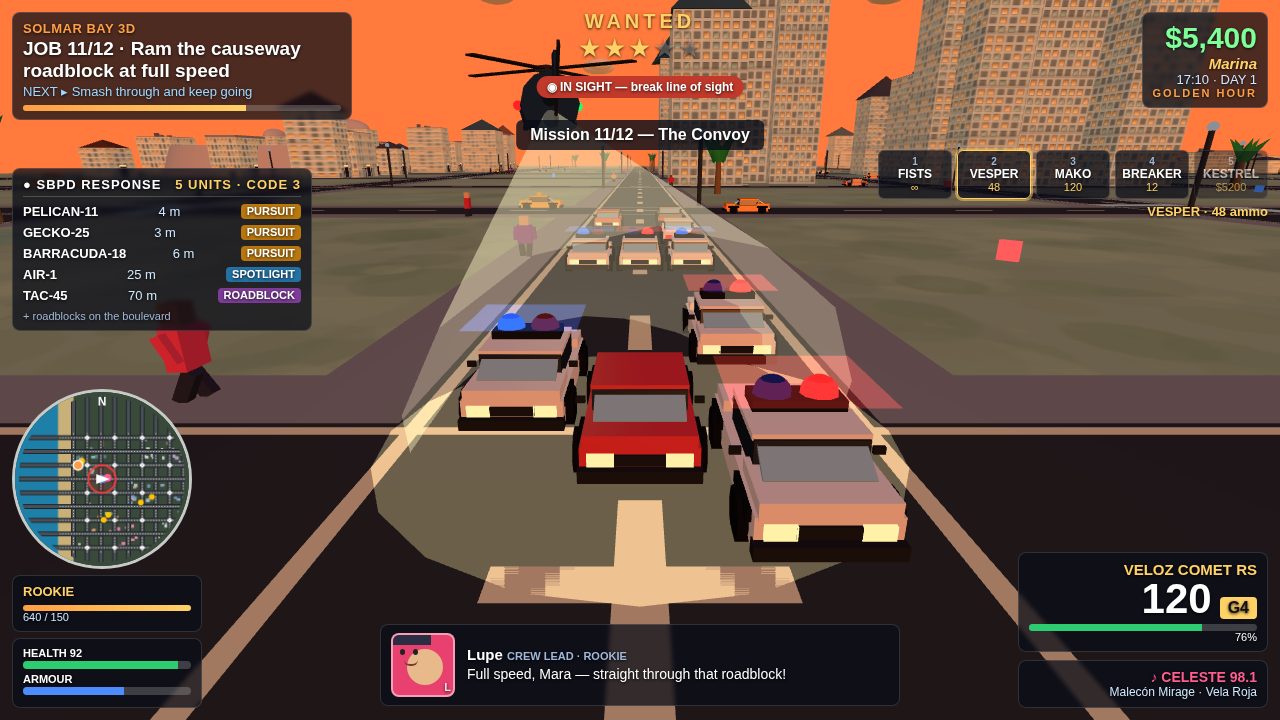 SOLMAR BAY 3D
JOB 11/12 · Ram the causeway
roadblock at full speed
NEXT ▸ Smash through and keep going
WANTED
★★★★★
◉ IN SIGHT — break line of sight
Mission 11/12 — The Convoy
$5,400
Marina
17:10 · DAY 1
GOLDEN HOUR
1 2 3 4 5
FISTS VESPER MAKO BREAKER KESTREL
∞ 48 120 12 $5200
VESPER · 48 ammo
● SBPD RESPONSE 5 UNITS · CODE 3
PELICAN-11 4 m PURSUIT
GECKO-25 3 m PURSUIT
BARRACUDA-18 6 m PURSUIT
AIR-1 25 m SPOTLIGHT
TAC-45 70 m ROADBLOCK
+ roadblocks on the boulevard
N
ROOKIE
640 / 150
HEALTH 92
ARMOUR
L
Lupe CREW LEAD · ROOKIE
Full speed, Mara — straight through that roadblock!
VELOZ COMET RS
120 G4
76%
♪ CELESTE 98.1
Malecón Mirage · Vela Roja